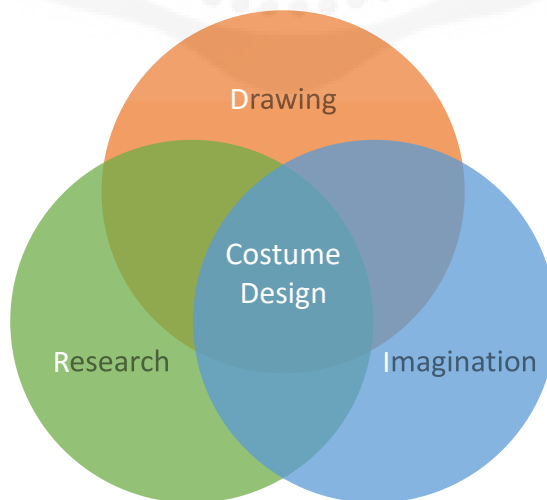 Drawing
Costume
Design
Research
Imagination